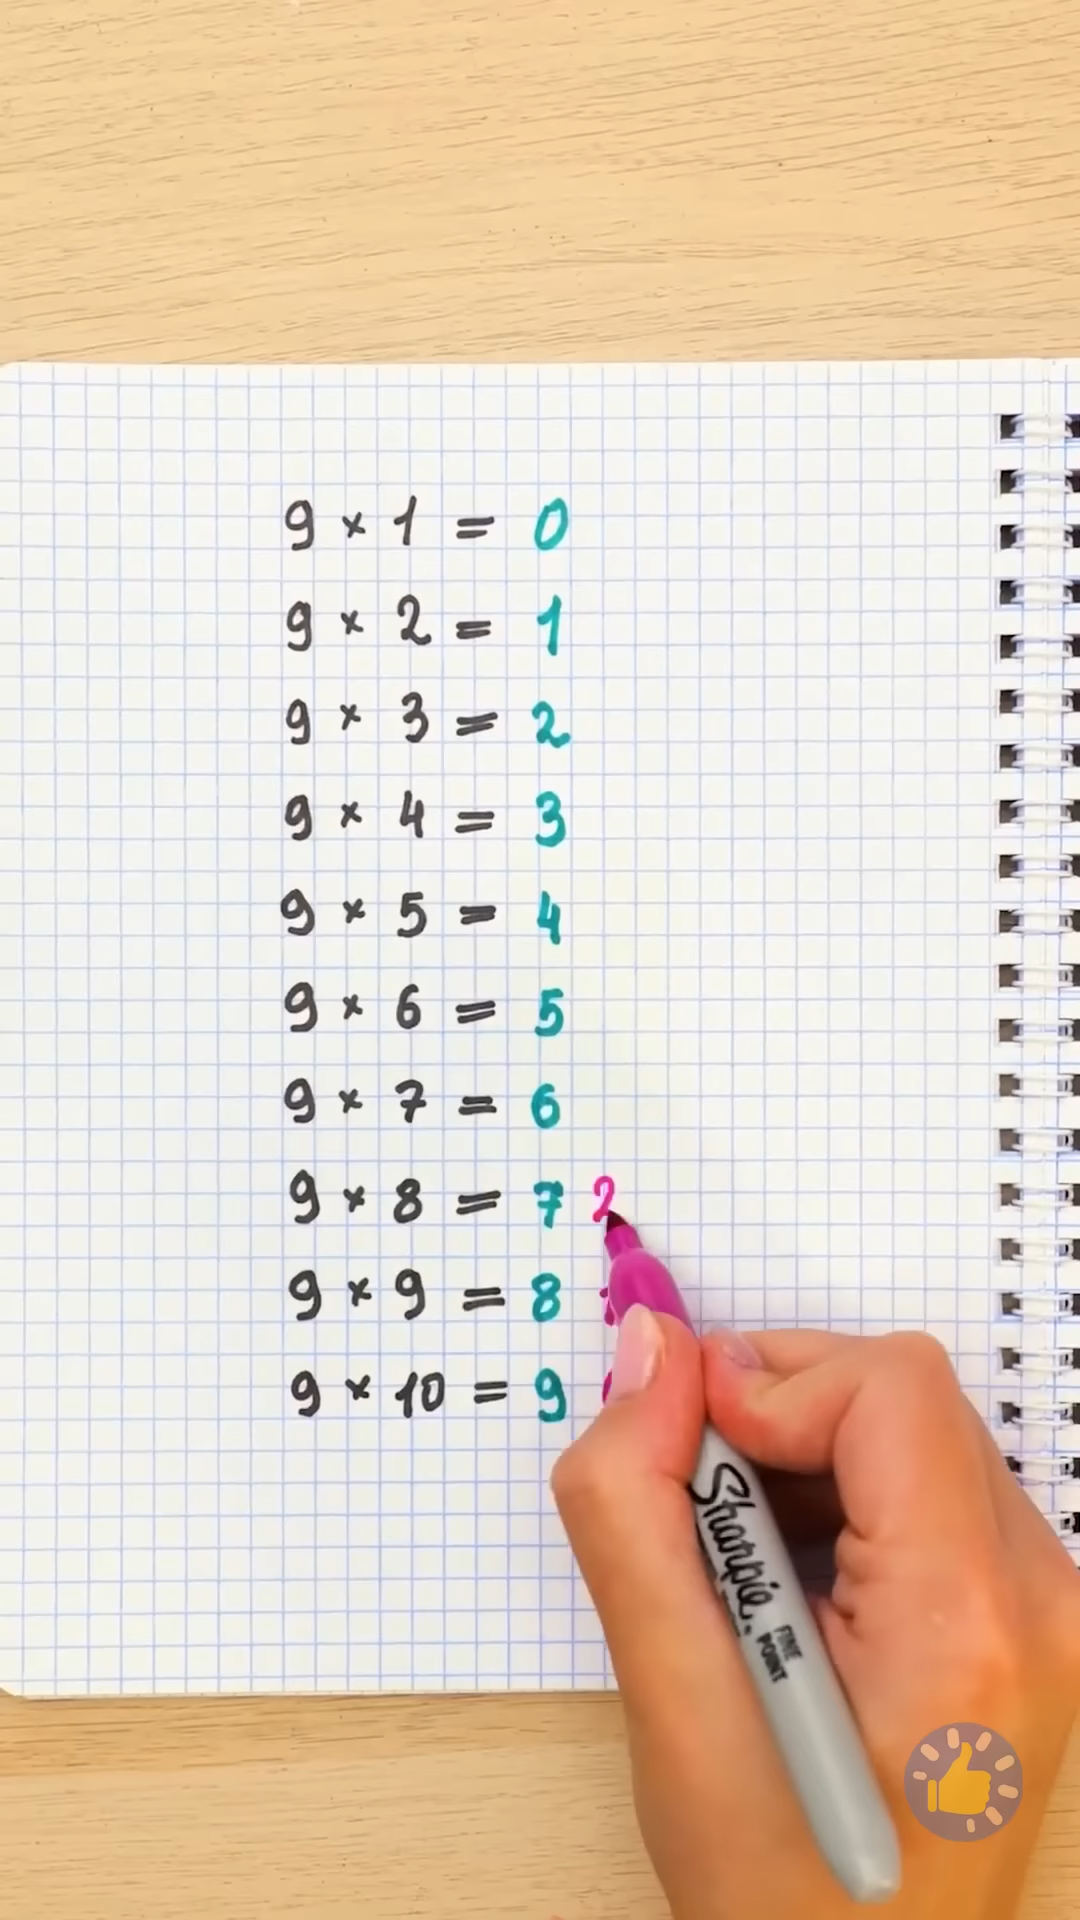 9 × 1 = 0
9 × 2 = 1
9 × 3 = 2
9 × 4 = 3
9 × 5 = 4
9 × 6 = 5
9 × 7 = 6
9 × 8 = 7 2
9 × 9 = 8
9 × 10 = 9
Sharpie.
FINE
POINT